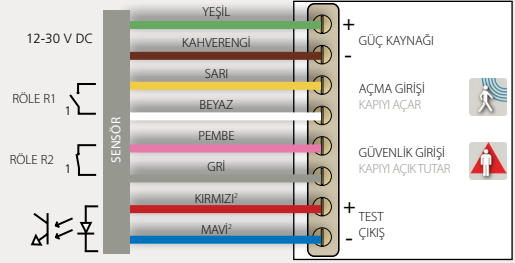 12-30 V DC
RÖLE R1
1
RÖLE R2
1
SENSÖR
YEŞİL
KAHVERENGİ
SARI
BEYAZ
PEMBE
GRİ
KIRMIZI²
MAVİ²
+
-
GÜÇ KAYNAĞI
AÇMA GİRİŞİ
KAPIYI AÇAR
GÜVENLİK GİRİŞİ
KAPIYI AÇIK TUTAR
+
-
TEST
ÇIKIŞ